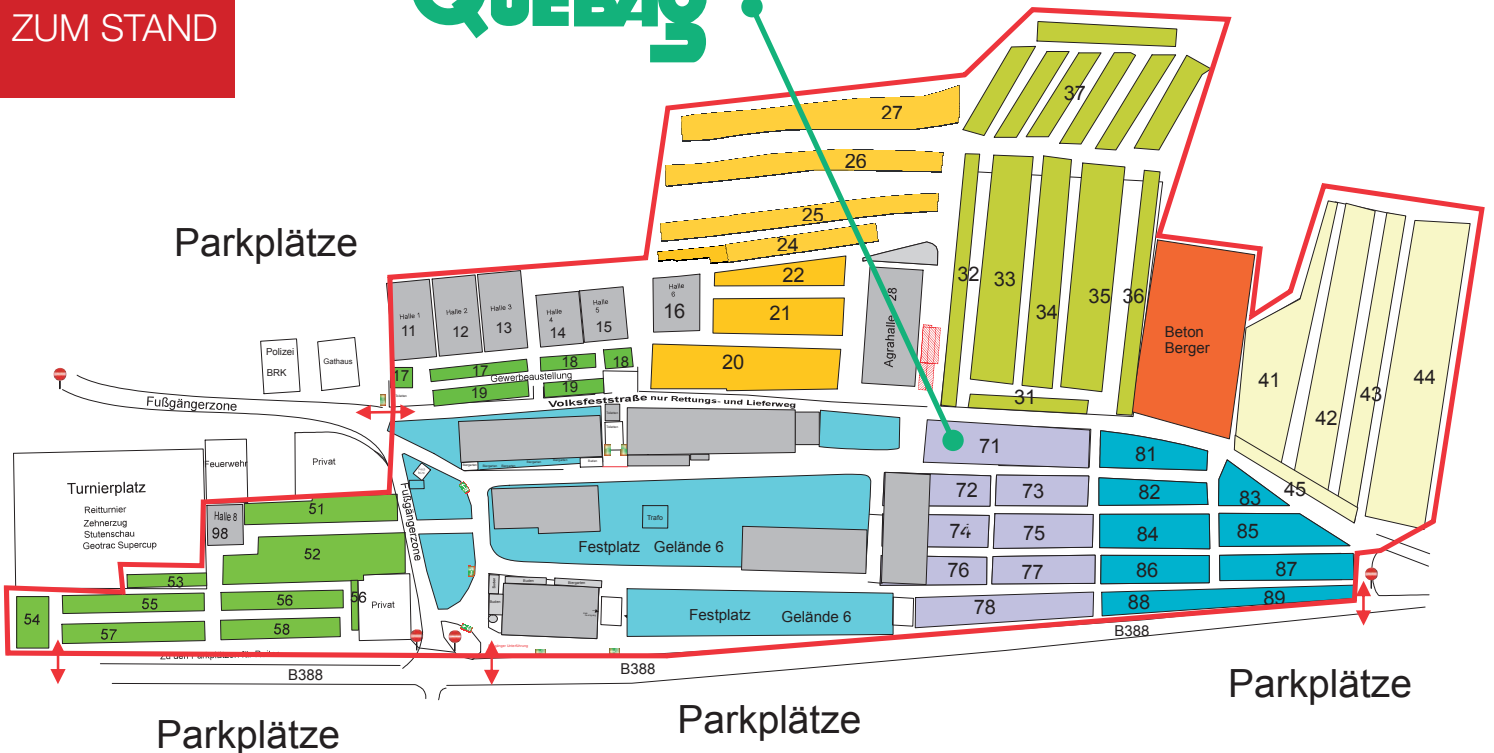 ZUM STAND
QUEBAG
37
27
26
25
24
22
21
20
Parkplätze
Halle 1
11
Halle 2
12
Halle 3
13
Halle
4
14
Halle
5
15
Halle
6
16
Agrahalle 28
32
33
34
35
36
31
Beton
Berger
41
42
43
44
45
Polizei
BRK
Gathaus
17
17
18
18
Gewerbeaustellung
19
19
Fußgängerzone
Volksfeststraße nur Rettungs- und Lieferweg
71
81
72
73
82
83
74
75
84
85
76
77
86
87
78
88
89
Turnierplatz
Reitturnier
Zehnerzug
Stutenschau
Geotrac Supercup
Feuerwehr
Privat
Fußgängerzone
Halle 8
98
51
52
53
54
55
56
56
57
58
Privat
Trafo
Festplatz Gelände 6
Festplatz Gelände 6
B388
B388
B388
Parkplätze
Parkplätze
Parkplätze